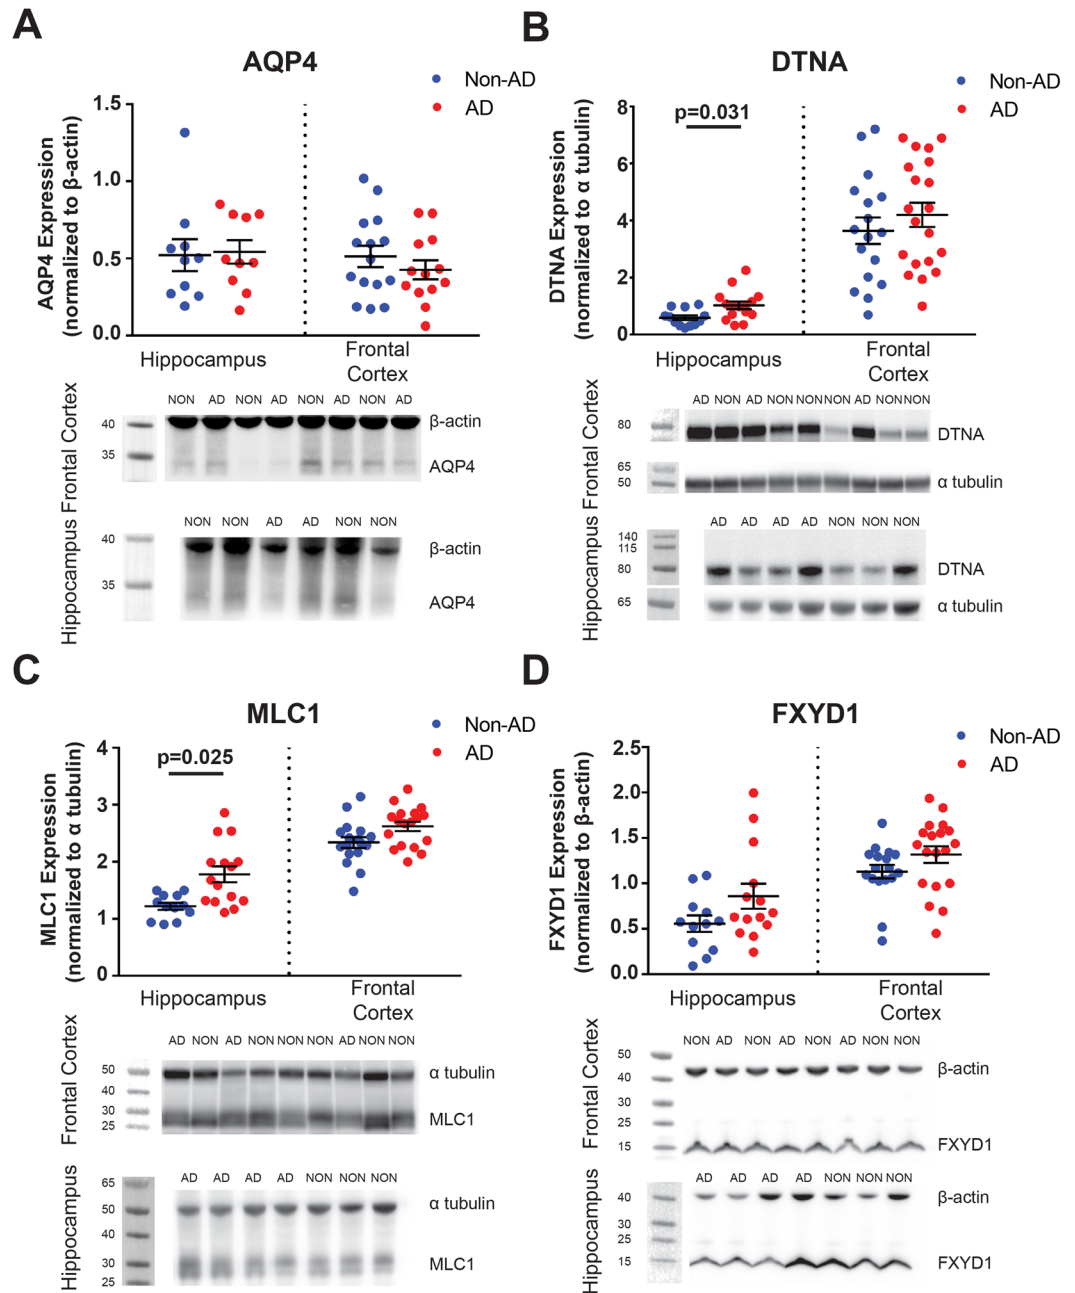 A
AQP4
Non-AD
AD
AQP4 Expression
(normalized to β-actin)
1.5
1.0
0.5
0.0
Hippocampus
Frontal
Cortex
Frontal Cortex
NON AD NON AD NON AD NON AD
40
35
β-actin
AQP4
Hippocampus
NON NON AD AD NON NON
40
35
β-actin
AQP4
B
DTNA
Non-AD
AD
DTNA Expression
(normalized to α tubulin)
8
6
4
2
0
p=0.031
Hippocampus
Frontal
Cortex
Frontal Cortex
AD NON AD NON NON NON AD NON NON
80
DTNA
65
50
α tubulin
Hippocampus
AD AD AD AD NON NON NON
140
115
80
DTNA
65
α tubulin
C
MLC1
Non-AD
AD
MLC1 Expression
(normalized to α tubulin)
4
3
2
1
0
p=0.025
Hippocampus
Frontal
Cortex
Frontal Cortex
AD NON AD NON NON NON AD NON NON
50
40
30
25
α tubulin
MLC1
Hippocampus
AD AD AD AD NON NON NON
65
50
40
30
25
α tubulin
MLC1
D
FXYD1
Non-AD
AD
FXYD1 Expression
(normalized to β-actin)
2.5
2.0
1.5
1.0
0.5
0.0
Hippocampus
Frontal
Cortex
Frontal Cortex
NON AD NON AD NON AD NON NON
50
40
30
25
15
β-actin
FXYD1
Hippocampus
AD AD AD AD NON NON NON
40
30
25
15
β-actin
FXYD1